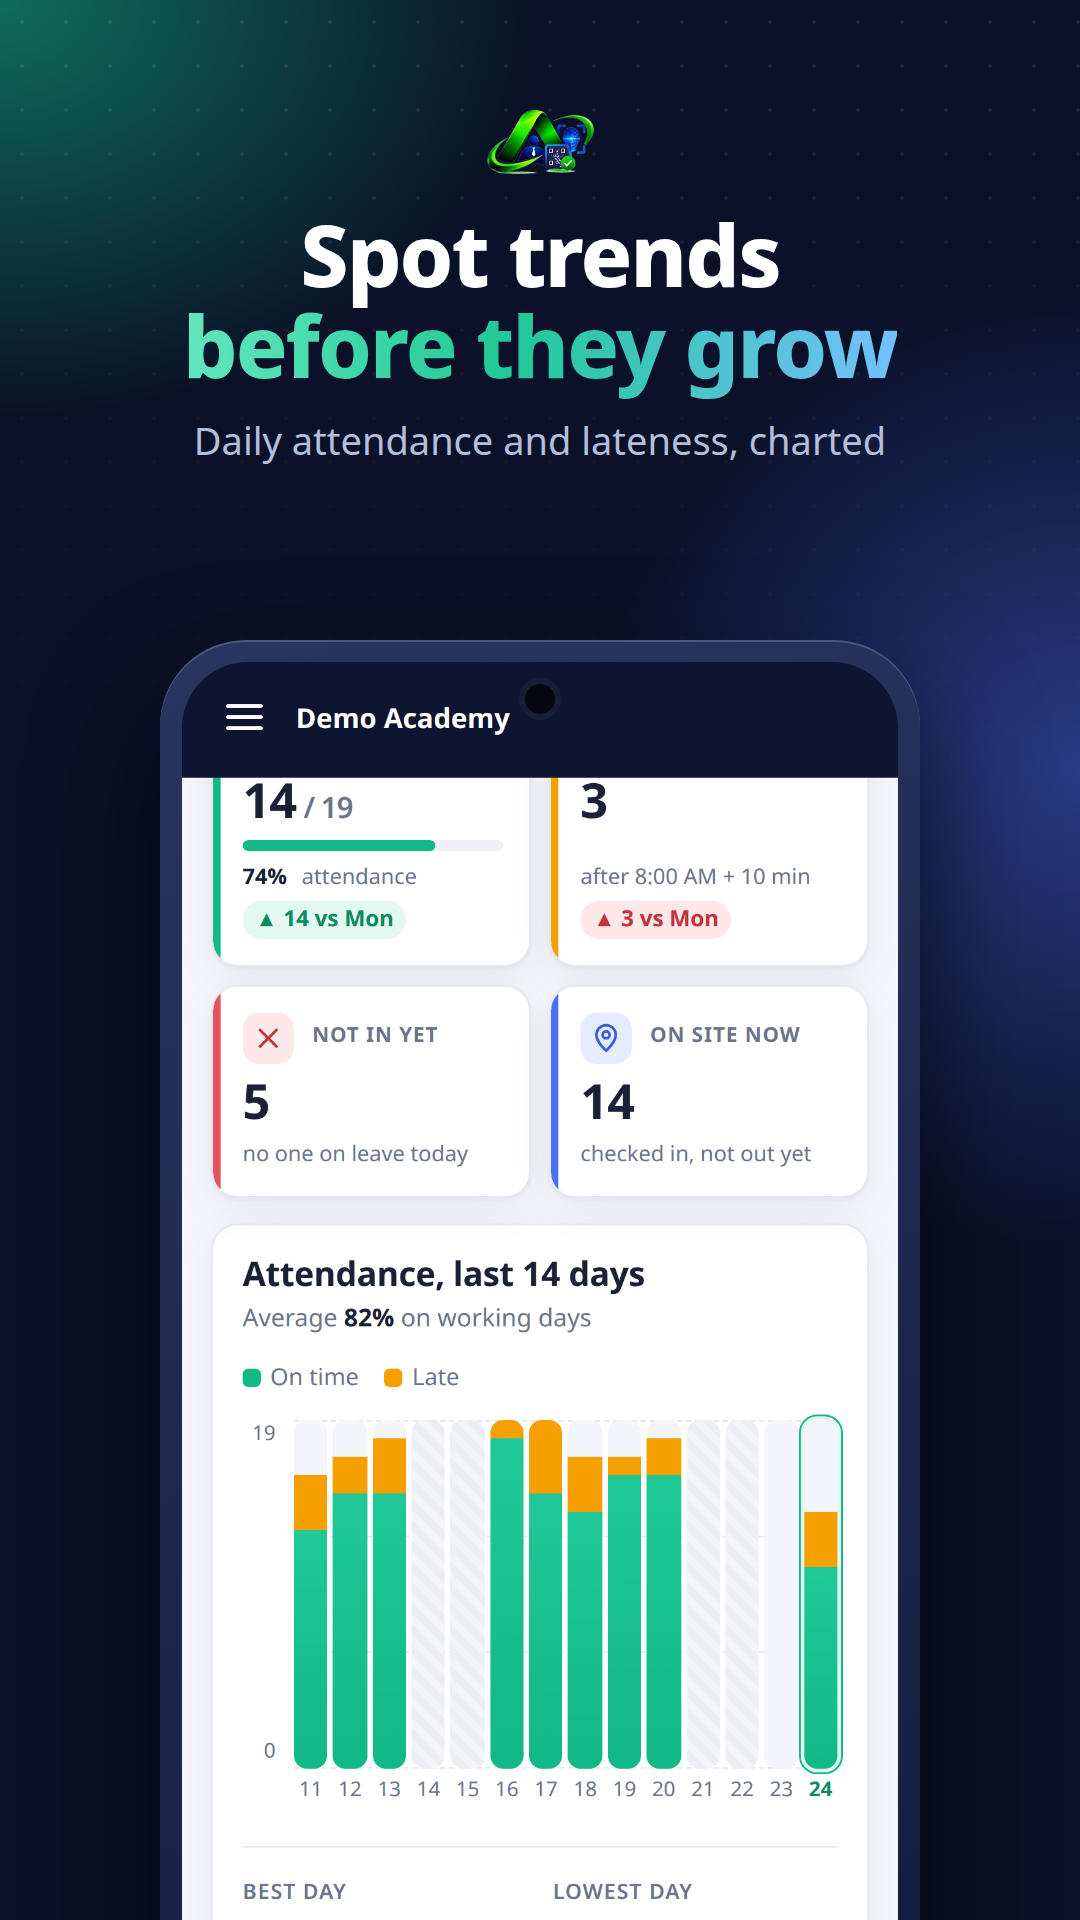 Spot trends
before they grow
Daily attendance and lateness, charted
Demo Academy
14 / 19
74% attendance
▲ 14 vs Mon
3
after 8:00 AM + 10 min
▲ 3 vs Mon
NOT IN YET
5
no one on leave today
ON SITE NOW
14
checked in, not out yet
Attendance, last 14 days
Average 82% on working days
On time Late
19
0
11 12 13 14 15 16 17 18 19 20 21 22 23 24
BEST DAY LOWEST DAY